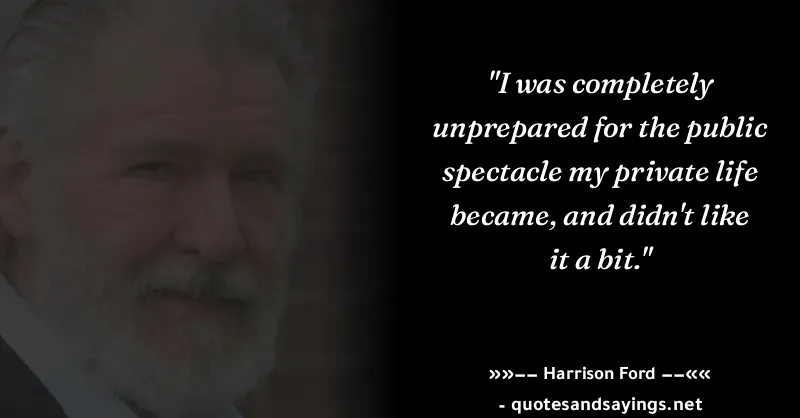 "I was completely
unprepared for the public
spectacle my private life
became, and didn't like
it a bit."
»»−− Harrison Ford −−««
- quotesandsayings.net